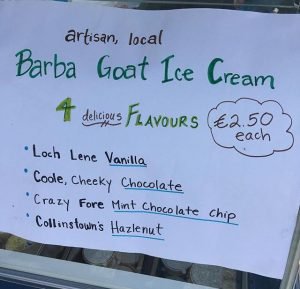 artisan, local
Barba Goat Ice Cream
4 delicious FLAVOURS
€2.50
each
• Loch Lene Vanilla
• Coole, Cheeky Chocolate
• Crazy Fore Mint Chocolate chip
• Collinstown's Hazlenut